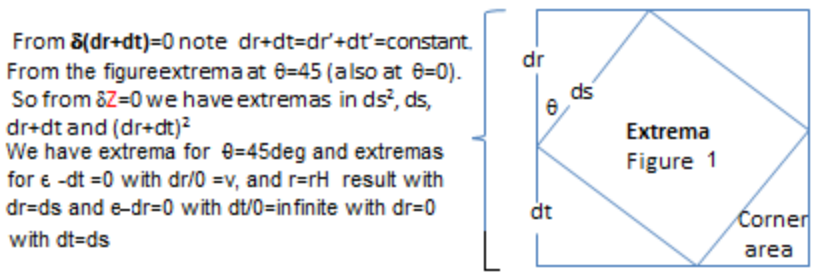 From δ(dr+dt)=0 note dr+dt=dr'+dt'=constant.
From the figureextrema at θ=45 (also at θ=0).
So from δZ=0 we have extremas in ds², ds,
dr+dt and (dr+dt)²
We have extrema for θ=45deg and extremas
for ϵ -dt =0 with dr/0 =v, and r=rH result with
dr=ds and e–dr=0 with dt/0=infinite with dr=0
with dt=ds
dr
ds
θ
Extrema
Figure 1
dt
Corner
area